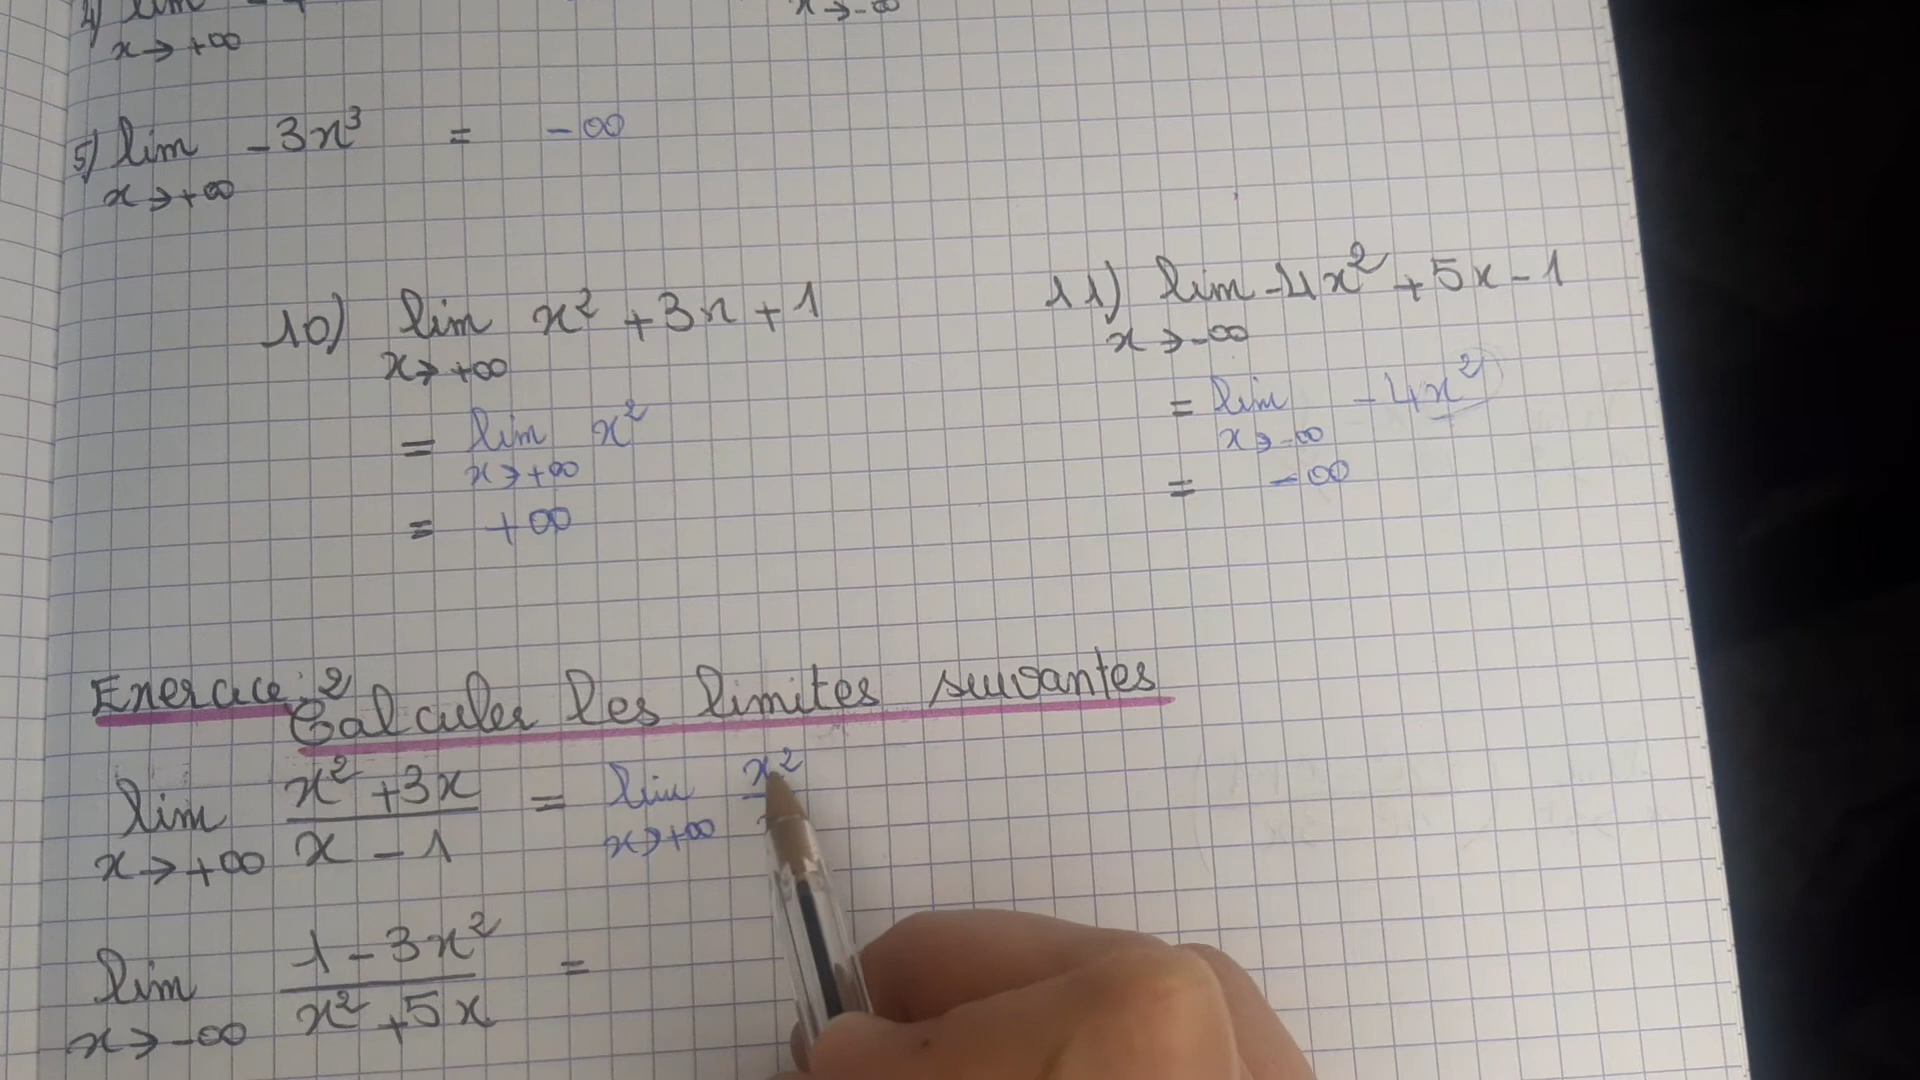 x→+∞
x→-∞
5) lim -3x³ = -∞
x→+∞
10) lim x² + 3x + 1
x→+∞
= lim x²
x→+∞
= +∞
11) lim -4x² + 5x - 1
x→-∞
= lim -4x²
x→-∞
= -∞
Exercice: 2
Calculer les limites suivantes
lim x² + 3x / x - 1 = lim x²
x→+∞ x→+∞
lim 1 - 3x² / x² + 5x =
x→-∞